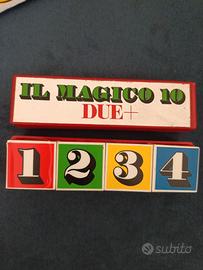 IL MAGICO 10
DUE+
1 2 3 4
subito